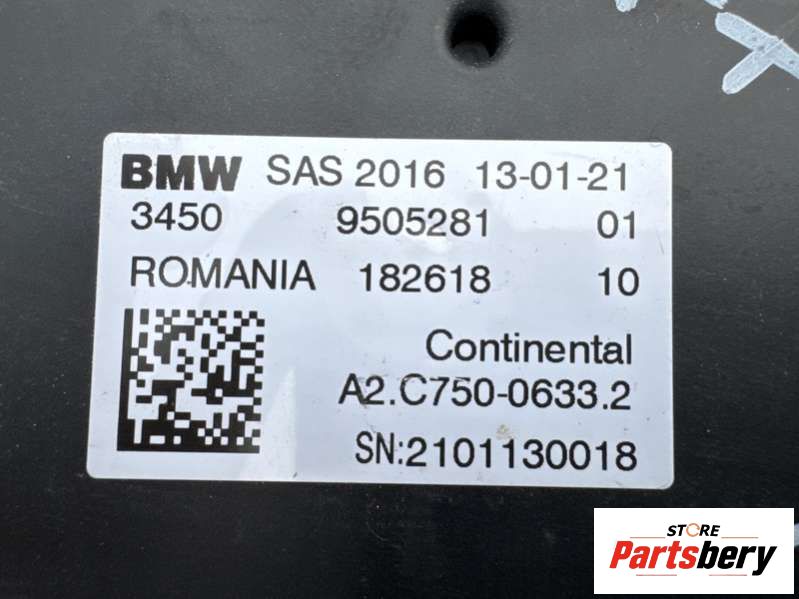 BMW SAS 2016 13-01-21
3450 9505281 01
ROMANIA 182618 10
Continental
A2.C750-0633.2
SN:2101130018
STORE
Partsbery